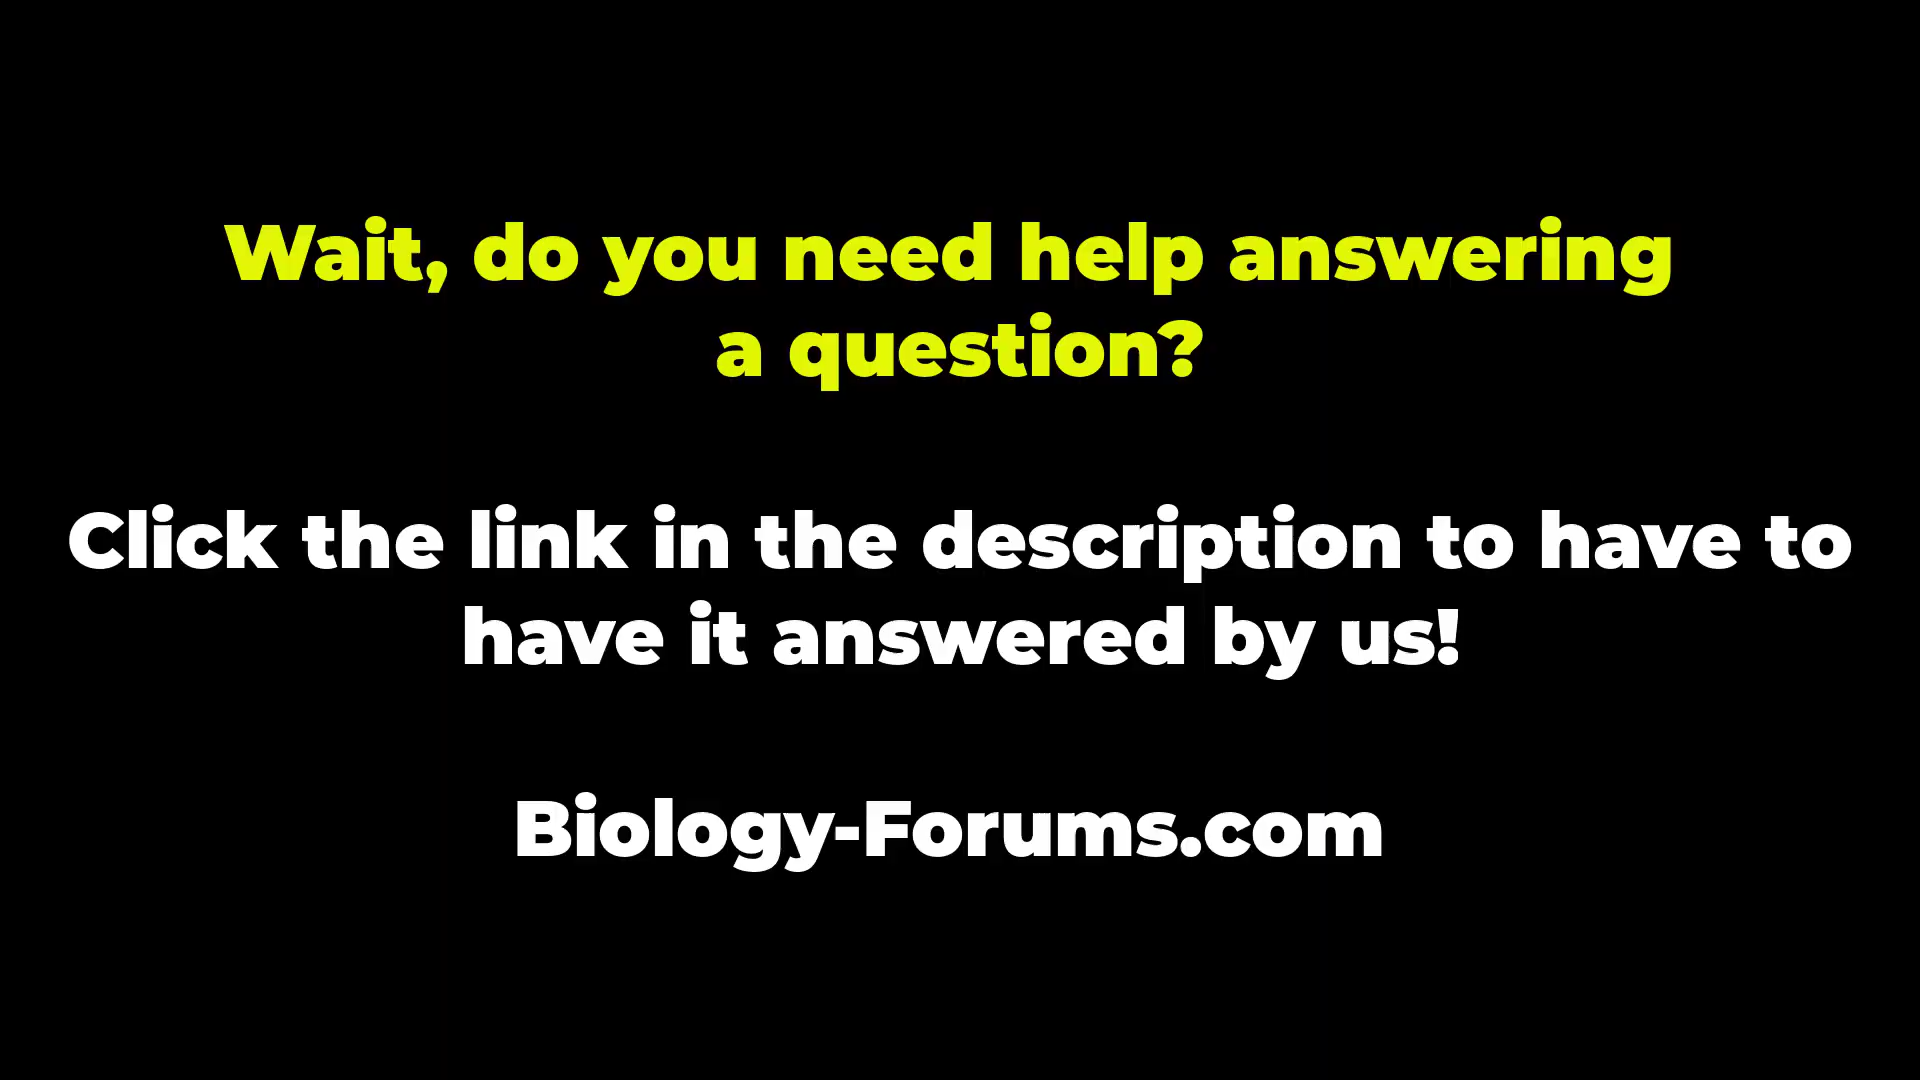 Wait, do you need help answering
a question?
Click the link in the description to have to
have it answered by us!
Biology-Forums.com